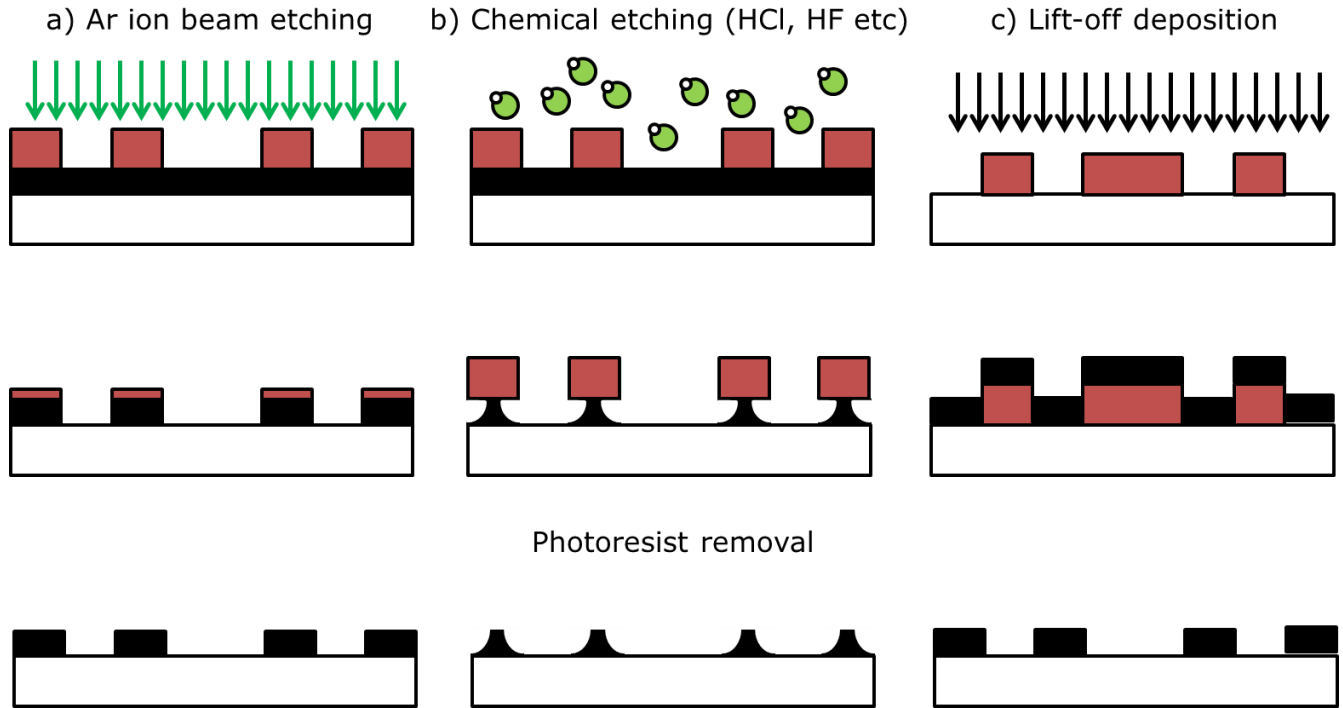 a) Ar ion beam etching
b) Chemical etching (HCl, HF etc)
c) Lift-off deposition
Photoresist removal